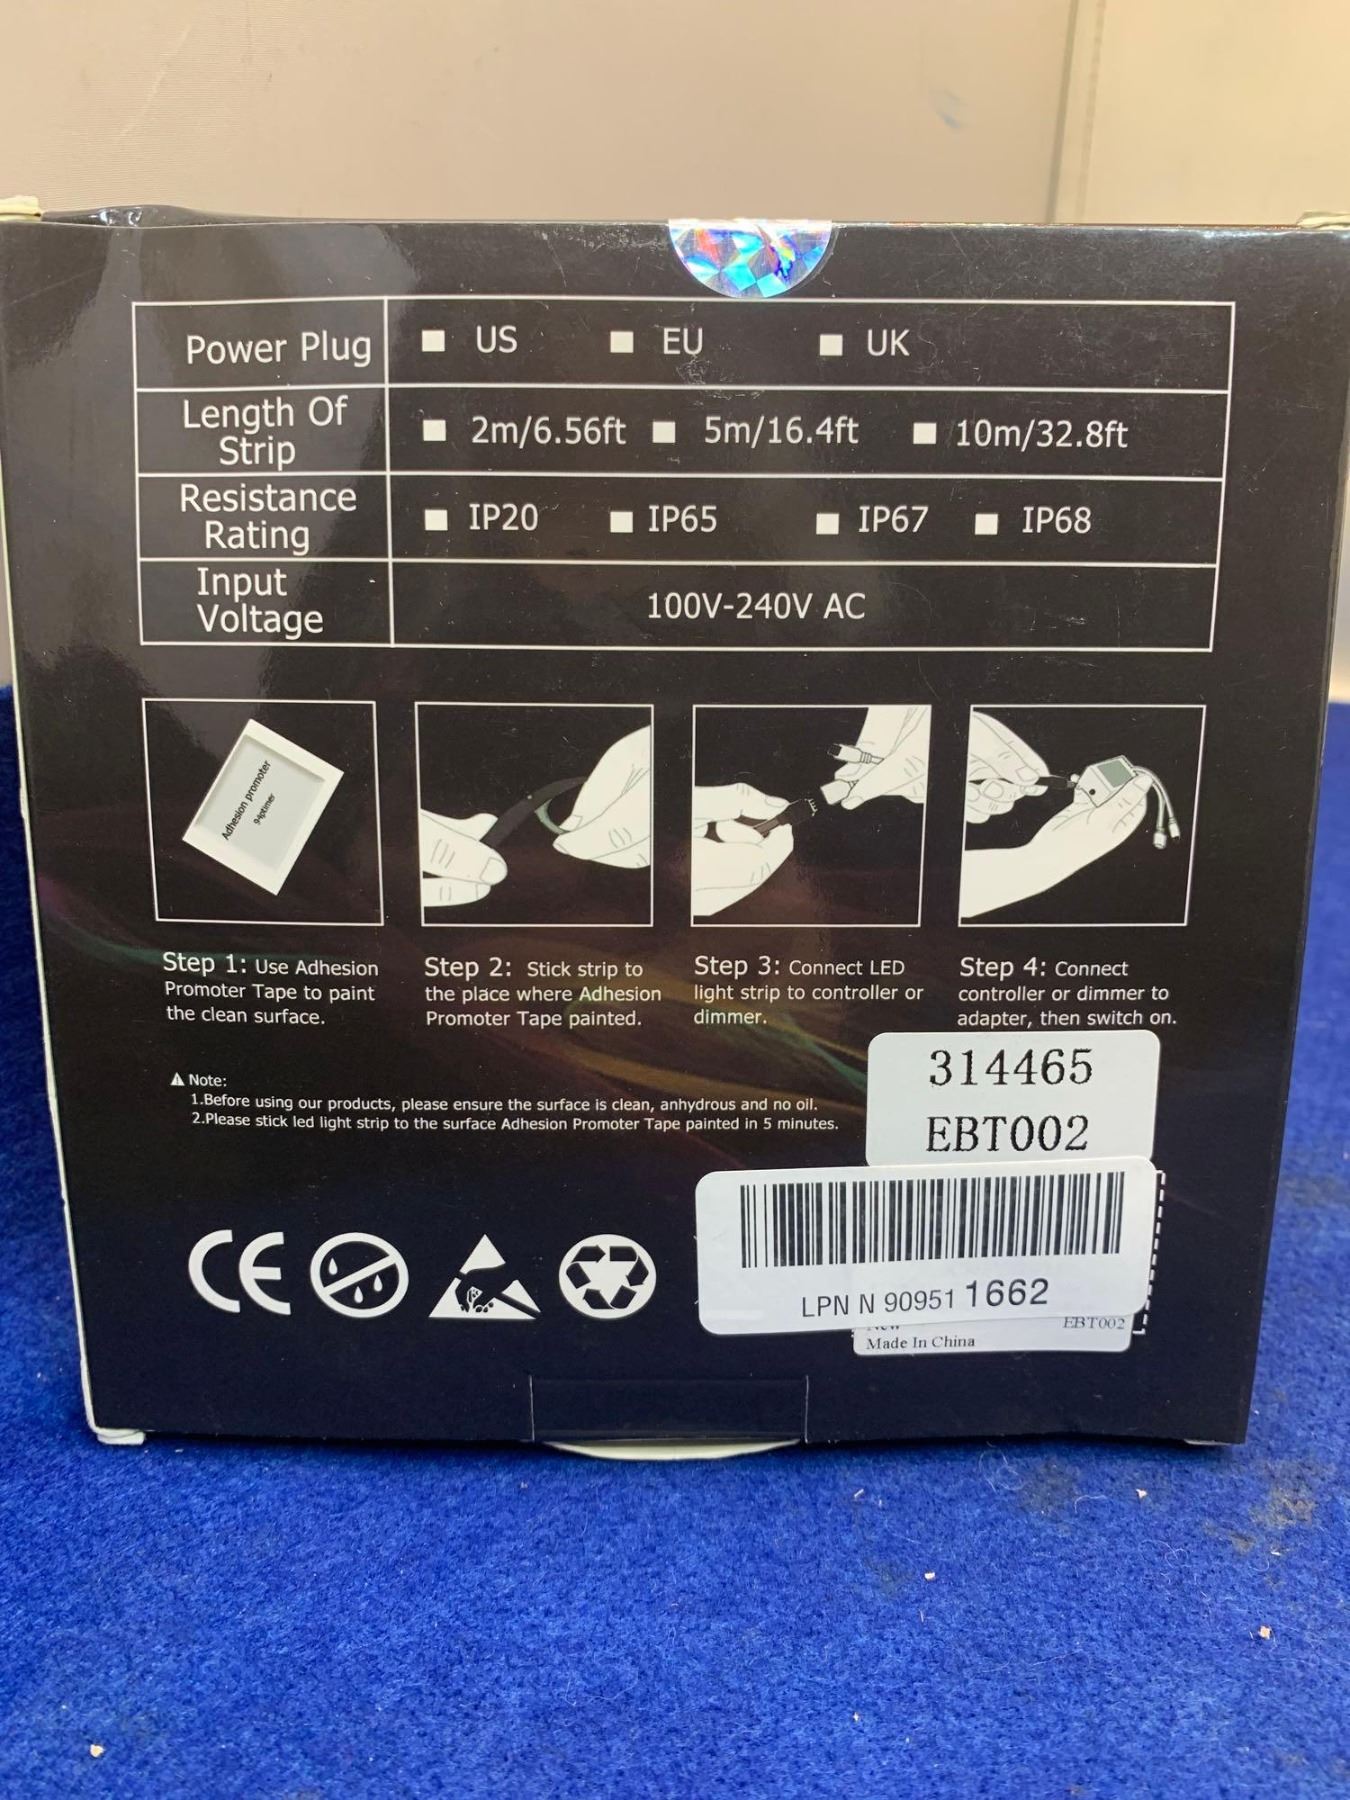 Power Plug US EU UK
Length Of
Strip
2m/6.56ft 5m/16.4ft 10m/32.8ft
Resistance
Rating
IP20 IP65 IP67 IP68
Input
Voltage
100V-240V AC
Adhesion promoter
Step 1: Use Adhesion
Promoter Tape to paint
the clean surface.
Step 2: Stick strip to
the place where Adhesion
Promoter Tape painted.
Step 3: Connect LED
light strip to controller or
dimmer.
Step 4: Connect
controller or dimmer to
adapter, then switch on.
Note:
1.Before using our products, please ensure the surface is clean, anhydrous and no oil.
2.Please stick led light strip to the surface Adhesion Promoter Tape painted in 5 minutes.
314465
EBT002
CE
LPN N 90951 1662
EBT002
Made In China